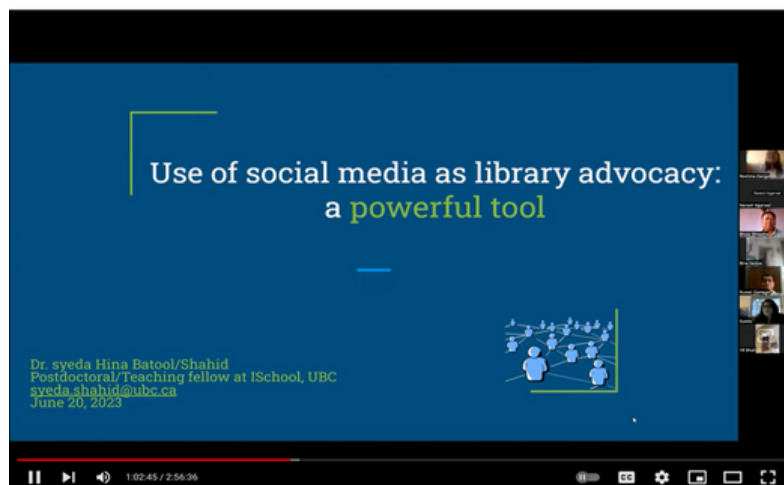 Use of social media as library advocacy:
a powerful tool
Dr. syeda Hina Batool/Shahid
Postdoctoral/Teaching fellow at ISchool, UBC
syeda.shahid@ubc.ca
June 20, 2023
1:02:45 / 2:56:36
CC